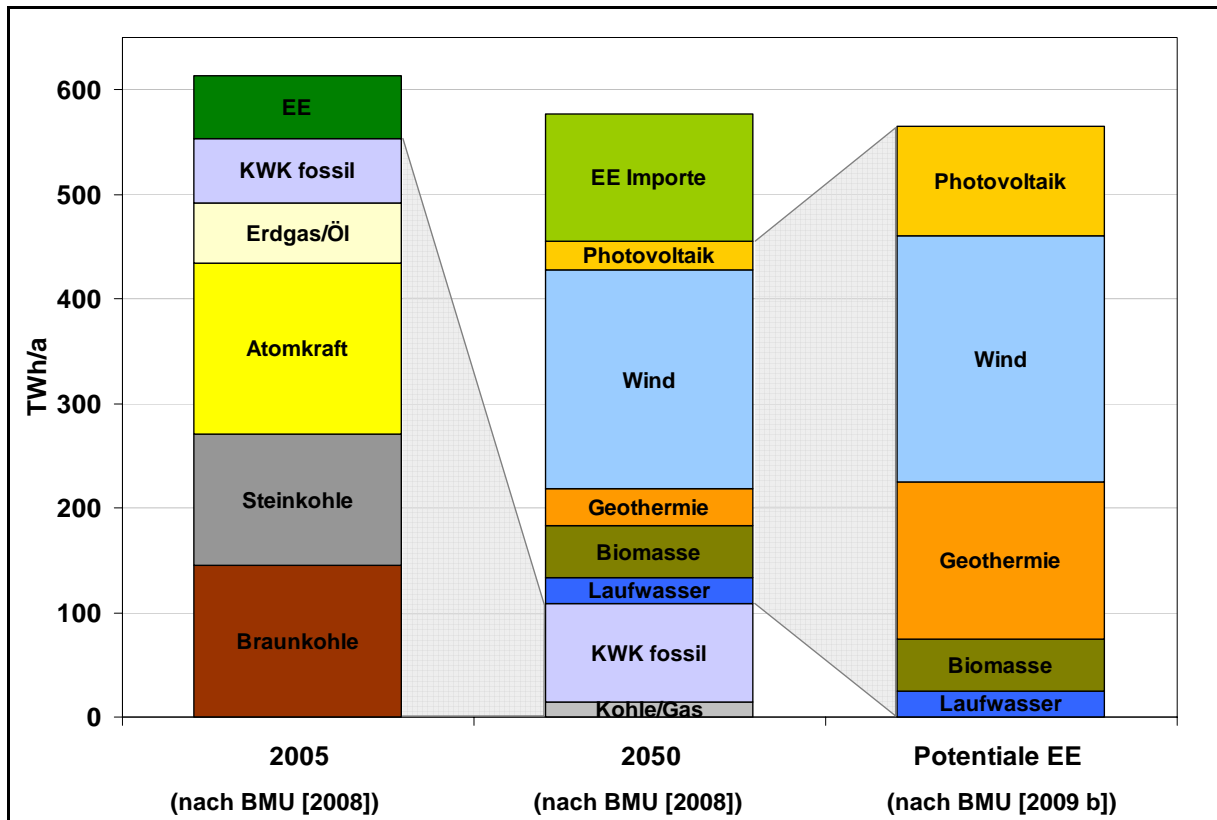 TWh/a
600
500
400
300
200
100
0
EE
KWK fossil
Erdgas/Öl
Atomkraft
Steinkohle
Braunkohle
EE Importe
Photovoltaik
Wind
Geothermie
Biomasse
Laufwasser
KWK fossil
Kohle/Gas
Photovoltaik
Wind
Geothermie
Biomasse
Laufwasser
2005
(nach BMU [2008])
2050
(nach BMU [2008])
Potentiale EE
(nach BMU [2009 b])